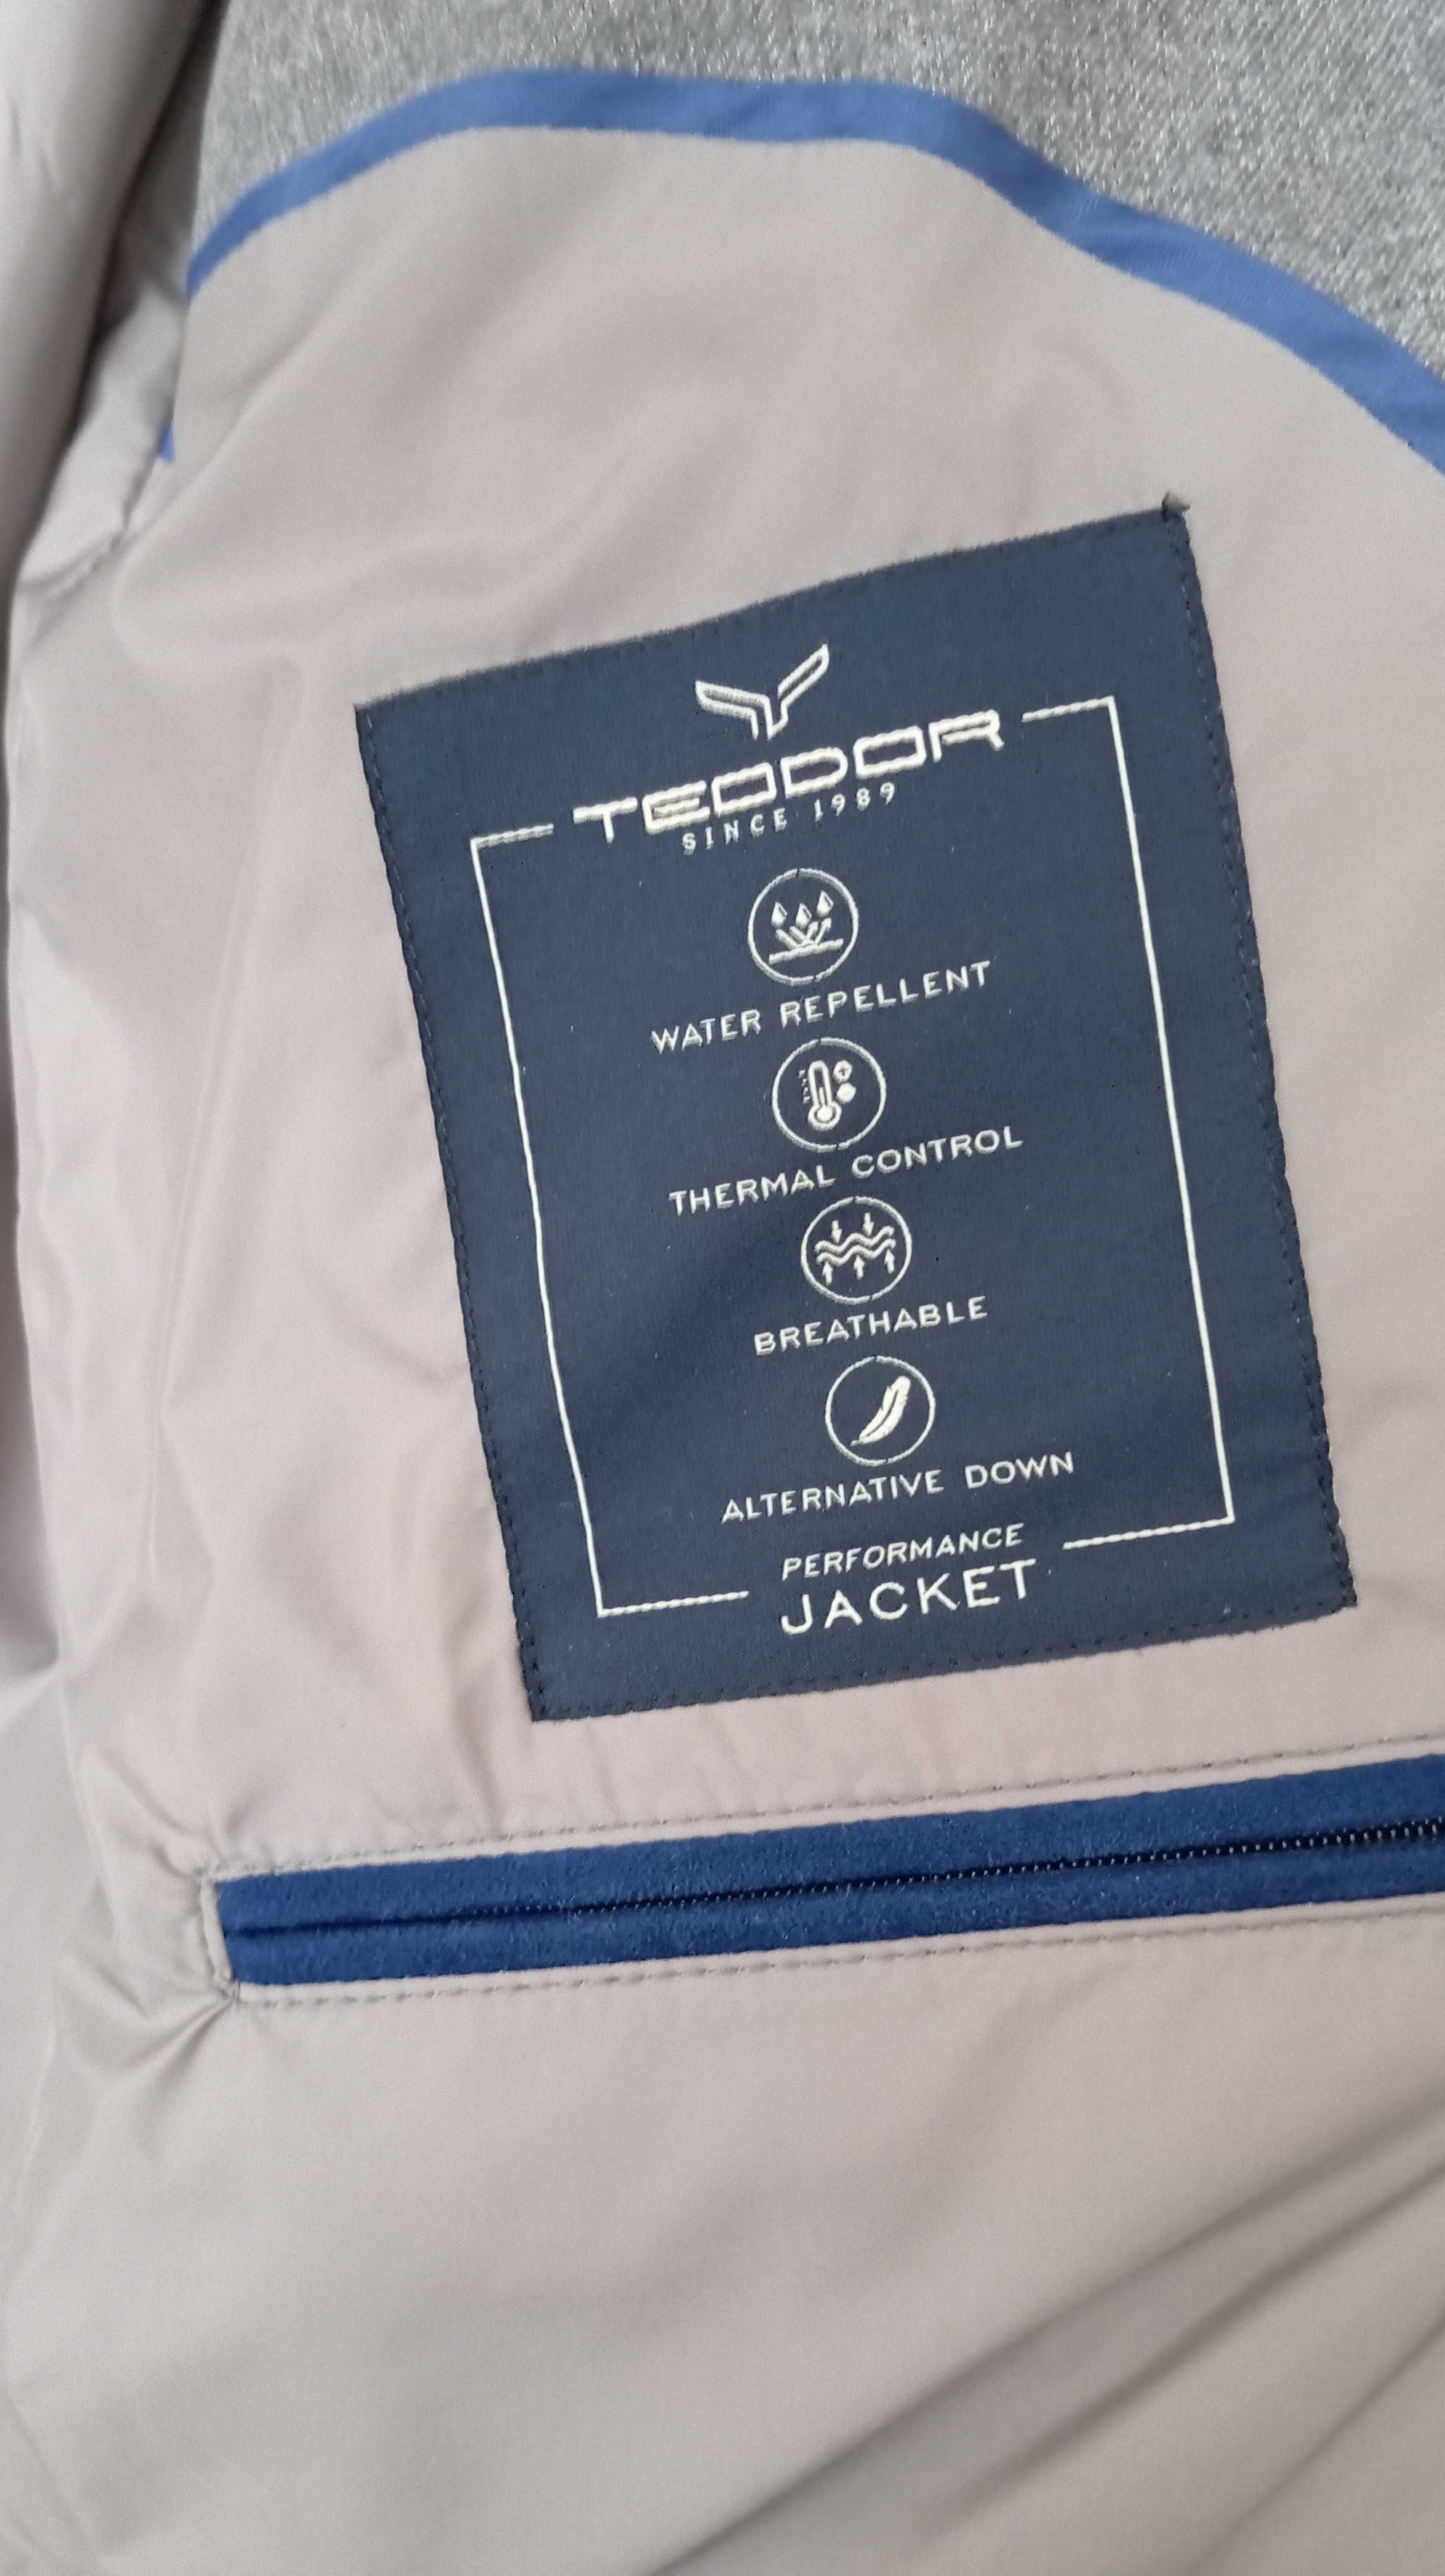 TEODOR
SINCE 1989
WATER REPELLENT
THERMAL CONTROL
BREATHABLE
ALTERNATIVE DOWN
PERFORMANCE
JACKET